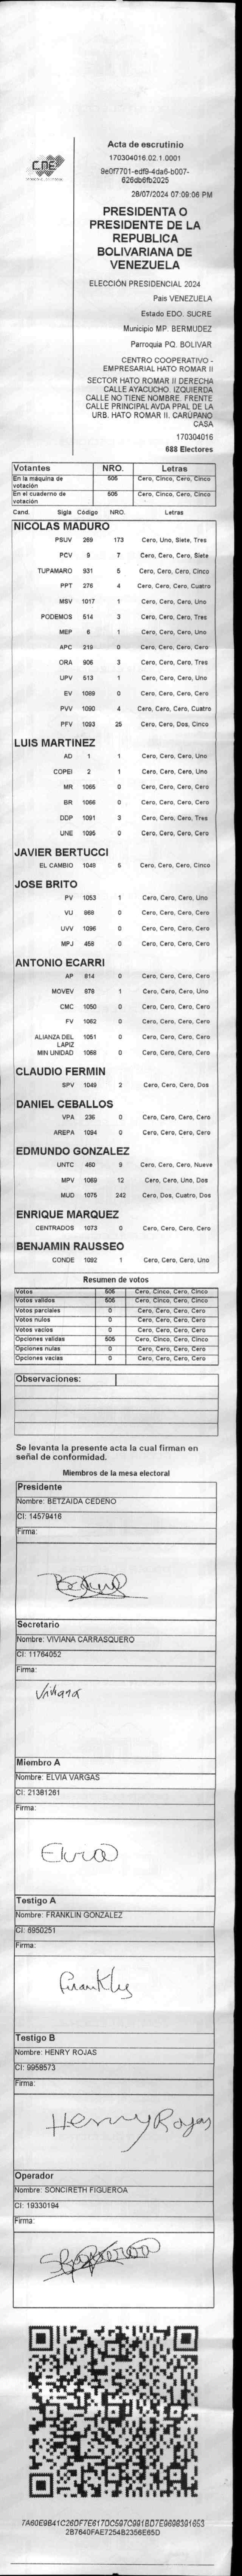 CNE
Acta de escrutinio
170304016.02.1.0001
9e0f7701-edf9-4da6-b007-
626db6fb2025
28/07/2024 07:09:06 PM
PRESIDENTA O
PRESIDENTE DE LA
REPUBLICA
BOLIVARIANA DE
VENEZUELA
ELECCIÓN PRESIDENCIAL 2024
País VENEZUELA
Estado EDO. SUCRE
Municipio MP. BERMUDEZ
Parroquia PQ. BOLIVAR
CENTRO COOPERATIVO -
EMPRESARIAL HATO ROMAR II
SECTOR HATO ROMAR II DERECHA
CALLE AYACUCHO. IZQUIERDA
CALLE NO TIENE NOMBRE. FRENTE
CALLE PRINCIPAL AVDA PPAL DE LA
URB. HATO ROMAR II. CARÚPANO
CASA
170304016
688 Electores
Votantes NRO. Letras
En la máquina de votación 505 Cero, Cinco, Cero, Cinco
En el cuaderno de votación 505 Cero, Cinco, Cero, Cinco
Cand. Sigla Código NRO. Letras
NICOLAS MADURO
PSUV 269 173 Cero, Uno, Siete, Tres
PCV 9 7 Cero, Cero, Cero, Siete
TUPAMARO 931 5 Cero, Cero, Cero, Cinco
PPT 276 4 Cero, Cero, Cero, Cuatro
MSV 1017 1 Cero, Cero, Cero, Uno
PODEMOS 514 3 Cero, Cero, Cero, Tres
MEP 6 1 Cero, Cero, Cero, Uno
APC 219 0 Cero, Cero, Cero, Cero
ORA 906 3 Cero, Cero, Cero, Tres
UPV 513 1 Cero, Cero, Cero, Uno
EV 1089 0 Cero, Cero, Cero, Cero
PVV 1090 4 Cero, Cero, Cero, Cuatro
PFV 1093 25 Cero, Cero, Dos, Cinco
LUIS MARTINEZ
AD 1 1 Cero, Cero, Cero, Uno
COPEI 2 1 Cero, Cero, Cero, Uno
MR 1065 0 Cero, Cero, Cero, Cero
BR 1066 0 Cero, Cero, Cero, Cero
DDP 1091 3 Cero, Cero, Cero, Tres
UNE 1095 0 Cero, Cero, Cero, Cero
JAVIER BERTUCCI
EL CAMBIO 1048 5 Cero, Cero, Cero, Cinco
JOSE BRITO
PV 1053 1 Cero, Cero, Cero, Uno
VU 868 0 Cero, Cero, Cero, Cero
UVV 1096 0 Cero, Cero, Cero, Cero
MPJ 458 0 Cero, Cero, Cero, Cero
ANTONIO ECARRI
AP 814 0 Cero, Cero, Cero, Cero
MOVEV 979 1 Cero, Cero, Cero, Uno
CMC 1050 0 Cero, Cero, Cero, Cero
FV 1062 0 Cero, Cero, Cero, Cero
ALIANZA DEL LAPIZ 1051 0 Cero, Cero, Cero, Cero
MIN UNIDAD 1088 0 Cero, Cero, Cero, Cero
CLAUDIO FERMIN
SPV 1049 2 Cero, Cero, Cero, Dos
DANIEL CEBALLOS
VPA 236 0 Cero, Cero, Cero, Cero
AREPA 1094 0 Cero, Cero, Cero, Cero
EDMUNDO GONZALEZ
UNTC 460 9 Cero, Cero, Cero, Nueve
MPV 1069 12 Cero, Cero, Uno, Dos
MUD 1075 242 Cero, Dos, Cuatro, Dos
ENRIQUE MARQUEZ
CENTRADOS 1073 0 Cero, Cero, Cero, Cero
BENJAMIN RAUSSEO
CONDE 1092 1 Cero, Cero, Cero, Uno
Resumen de votos
Votos 505 Cero, Cinco, Cero, Cinco
Votos validos 505 Cero, Cinco, Cero, Cinco
Votos parciales 0 Cero, Cero, Cero, Cero
Votos nulos 0 Cero, Cero, Cero, Cero
Votos vacios 0 Cero, Cero, Cero, Cero
Opciones validas 505 Cero, Cinco, Cero, Cinco
Opciones nulas 0 Cero, Cero, Cero, Cero
Opciones vacias 0 Cero, Cero, Cero, Cero
Observaciones:
Se levanta la presente acta la cual firman en
señal de conformidad.
Miembros de la mesa electoral
Presidente
Nombre: BETZAIDA CEDEÑO
CI: 14579416
Firma:
Secretario
Nombre: VIVIANA CARRASQUERO
CI: 11764052
Firma:
Viviana
Miembro A
Nombre: ELVIA VARGAS
CI: 21381261
Firma:
Elvia
Testigo A
Nombre: FRANKLIN GONZALEZ
CI: 6950251
Firma:
Testigo B
Nombre: HENRY ROJAS
CI: 9958573
Firma:
Henry Rojas
Operador
Nombre: SONCIRETH FIGUEROA
CI: 19330194
Firma:
7A60E9B41C26DF7E617DC597C991BD7E9698391653
2B7640FAE7254B2356E65D